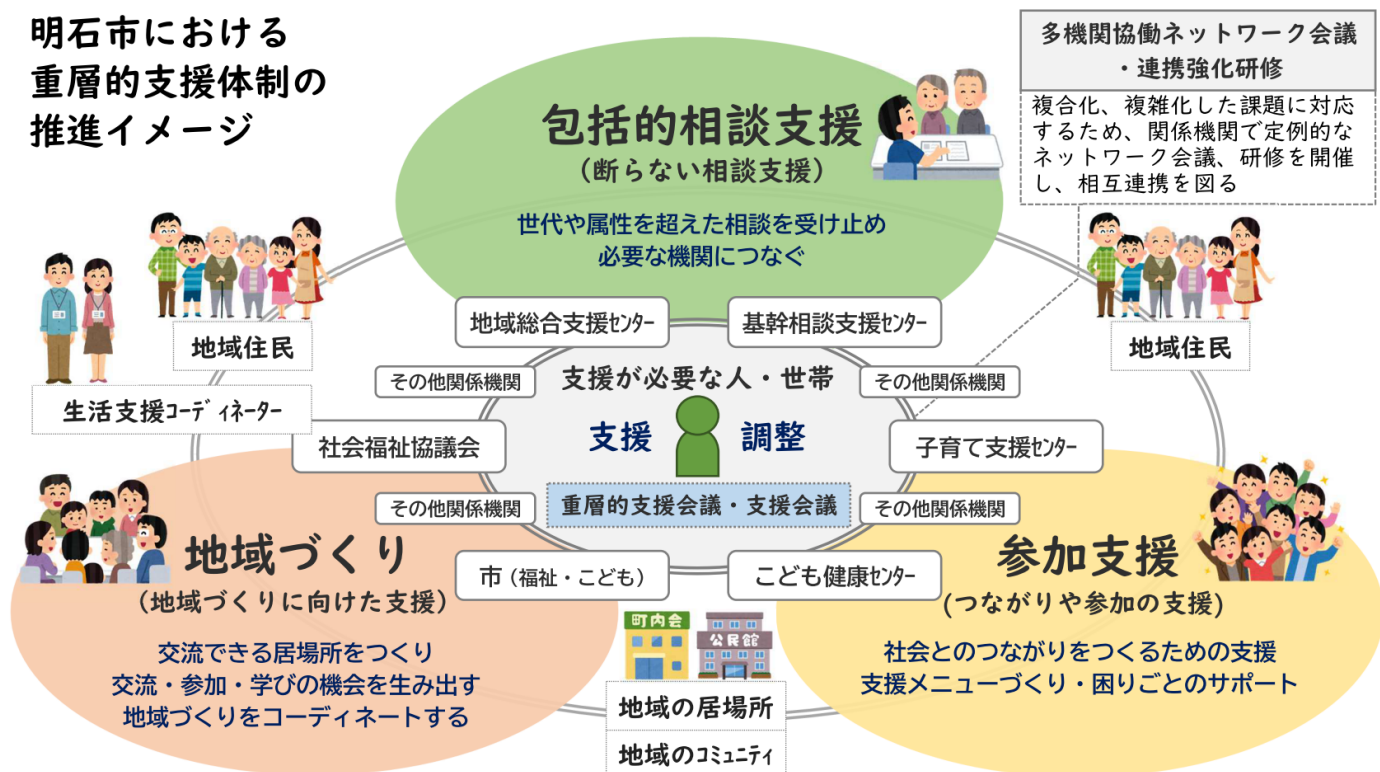 明石市における
重層的支援体制の
推進イメージ
多機関協働ネットワーク会議
・連携強化研修
複合化、複雑化した課題に対応
するため、関係機関で定例的な
ネットワーク会議、研修を開催
し、相互連携を図る
包括的相談支援
(断らない相談支援)
世代や属性を超えた相談を受け止め
必要な機関につなぐ
地域住民
生活支援ｺｰﾃﾞｨﾈｰﾀｰ
地域住民
地域総合支援ｾﾝﾀｰ
基幹相談支援ｾﾝﾀｰ
その他関係機関
支援が必要な人・世帯
その他関係機関
社会福祉協議会
支援
調整
子育て支援ｾﾝﾀｰ
その他関係機関
重層的支援会議・支援会議
その他関係機関
市(福祉・こども)
こども健康ｾﾝﾀｰ
地域づくり
(地域づくりに向けた支援)
交流できる居場所をつくり
交流・参加・学びの機会を生み出す
地域づくりをコーディネートする
参加支援
(つながりや参加の支援)
社会とのつながりをつくるための支援
支援メニューづくり・困りごとのサポート
町内会
公民館
地域の居場所
地域のｺﾐｭﾆﾃｨ